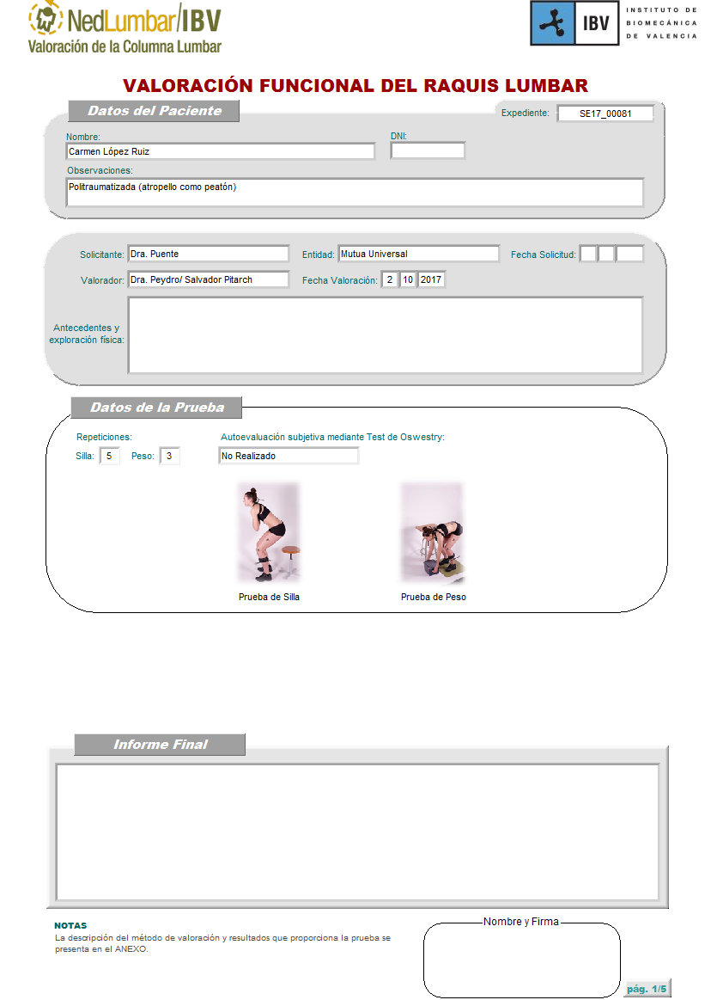 NedLumbar/IBV
Valoración de la Columna Lumbar
IBV
INSTITUTO DE
BIOMECÁNICA
DE VALENCIA
VALORACIÓN FUNCIONAL DEL RAQUIS LUMBAR
Datos del Paciente
Expediente: SE17_00081
Nombre: DNI:
Carmen López Ruiz
Observaciones:
Politraumatizada (atropello como peatón)
Solicitante: Dra. Puente Entidad: Mutua Universal Fecha Solicitud:
Valorador: Dra. Peydro/ Salvador Pitarch Fecha Valoración: 2 10 2017
Antecedentes y
exploración física:
Datos de la Prueba
Repeticiones: Autoevaluación subjetiva mediante Test de Oswestry:
Silla: 5 Peso: 3 No Realizado
Prueba de Silla Prueba de Peso
Informe Final
NOTAS
La descripción del método de valoración y resultados que proporciona la prueba se
presenta en el ANEXO.
Nombre y Firma
pág. 1/5